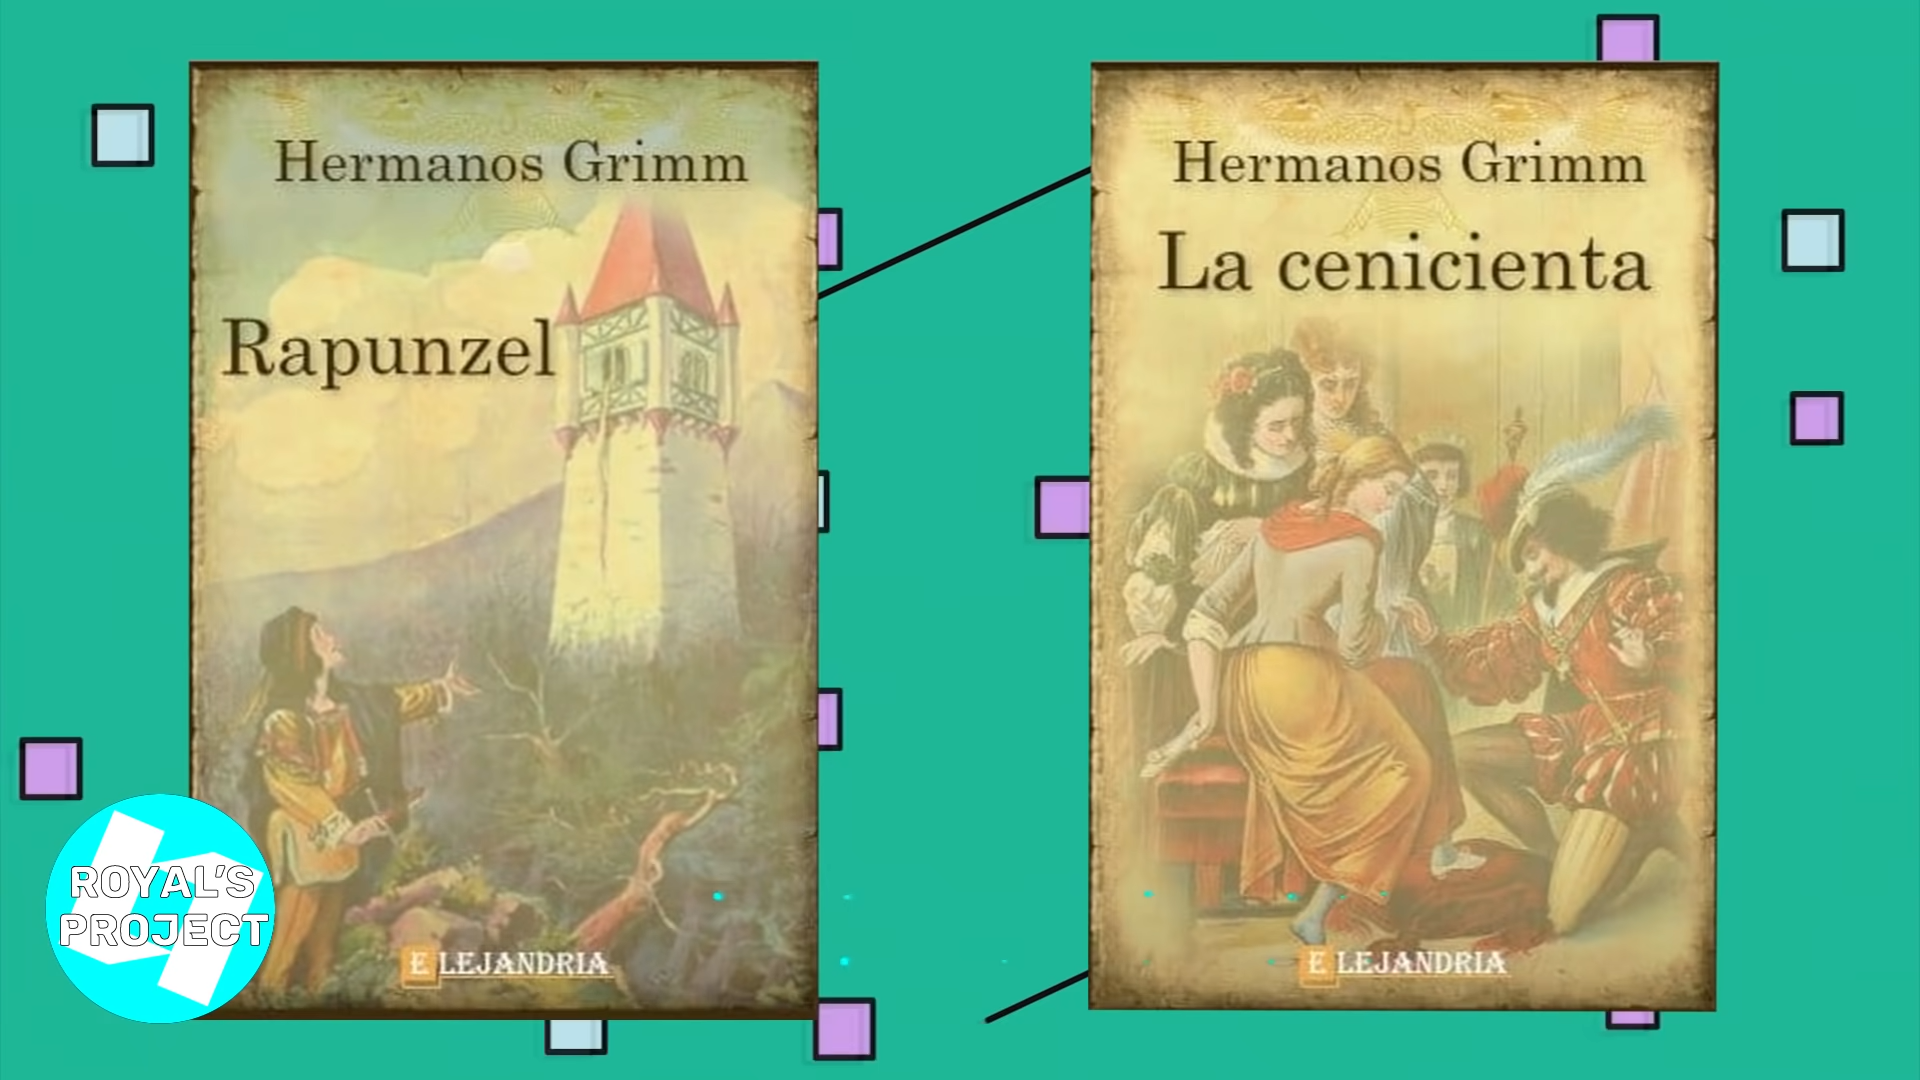 Hermanos Grimm
Rapunzel
E LEJANDRIA
Hermanos Grimm
La cenicienta
E LEJANDRIA
ROYAL'S
PROJECT